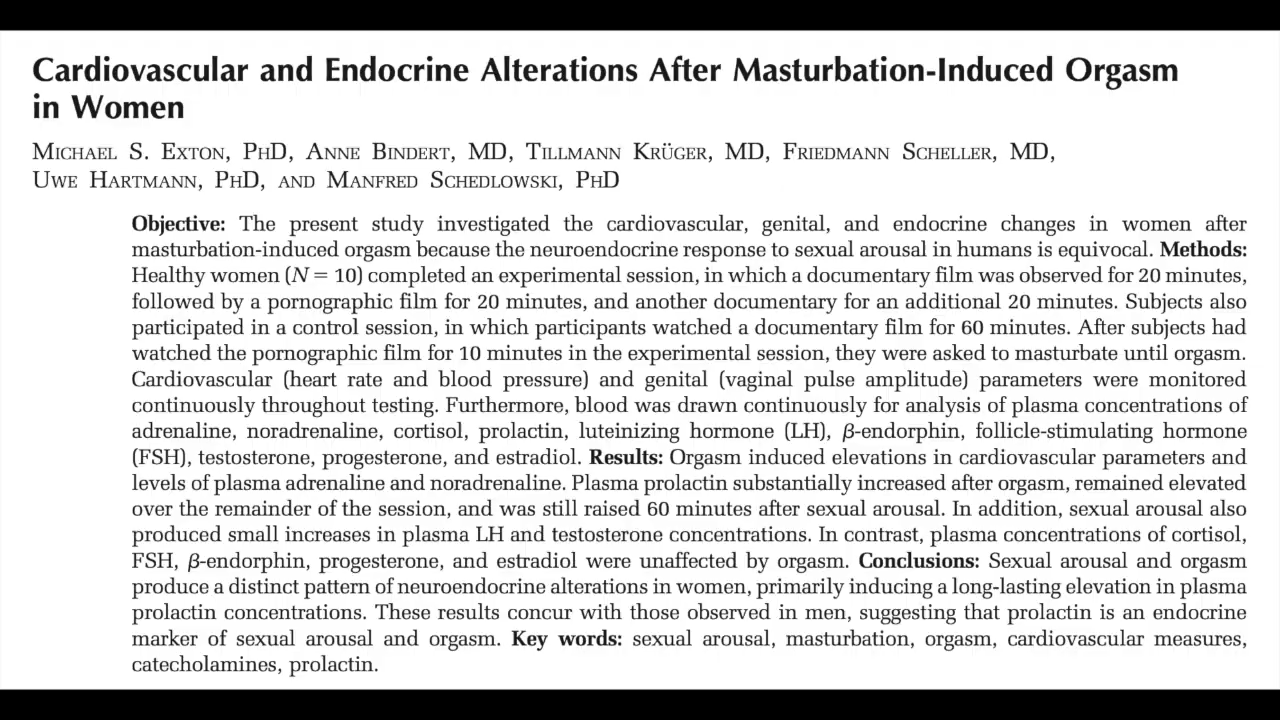 Cardiovascular and Endocrine Alterations After Masturbation-Induced Orgasm
in Women
MICHAEL S. EXTON, PHD, ANNE BINDERT, MD, TILLMANN KRÜGER, MD, FRIEDMANN SCHELLER, MD,
UWE HARTMANN, PHD, AND MANFRED SCHEDLOWSKI, PHD
Objective: The present study investigated the cardiovascular, genital, and endocrine changes in women after
masturbation-induced orgasm because the neuroendocrine response to sexual arousal in humans is equivocal. Methods:
Healthy women (N = 10) completed an experimental session, in which a documentary film was observed for 20 minutes,
followed by a pornographic film for 20 minutes, and another documentary for an additional 20 minutes. Subjects also
participated in a control session, in which participants watched a documentary film for 60 minutes. After subjects had
watched the pornographic film for 10 minutes in the experimental session, they were asked to masturbate until orgasm.
Cardiovascular (heart rate and blood pressure) and genital (vaginal pulse amplitude) parameters were monitored
continuously throughout testing. Furthermore, blood was drawn continuously for analysis of plasma concentrations of
adrenaline, noradrenaline, cortisol, prolactin, luteinizing hormone (LH), β-endorphin, follicle-stimulating hormone
(FSH), testosterone, progesterone, and estradiol. Results: Orgasm induced elevations in cardiovascular parameters and
levels of plasma adrenaline and noradrenaline. Plasma prolactin substantially increased after orgasm, remained elevated
over the remainder of the session, and was still raised 60 minutes after sexual arousal. In addition, sexual arousal also
produced small increases in plasma LH and testosterone concentrations. In contrast, plasma concentrations of cortisol,
FSH, β-endorphin, progesterone, and estradiol were unaffected by orgasm. Conclusions: Sexual arousal and orgasm
produce a distinct pattern of neuroendocrine alterations in women, primarily inducing a long-lasting elevation in plasma
prolactin concentrations. These results concur with those observed in men, suggesting that prolactin is an endocrine
marker of sexual arousal and orgasm. Key words: sexual arousal, masturbation, orgasm, cardiovascular measures,
catecholamines, prolactin.